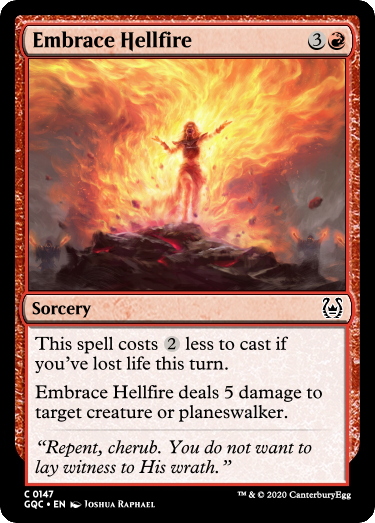 Embrace Hellfire 3
Sorcery
This spell costs 2 less to cast if
you've lost life this turn.
Embrace Hellfire deals 5 damage to
target creature or planeswalker.
“Repent, cherub. You do not want to
lay witness to His wrath.”
C 0147
GQC • EN Joshua Raphael
™ & © 2020 CanterburyEgg